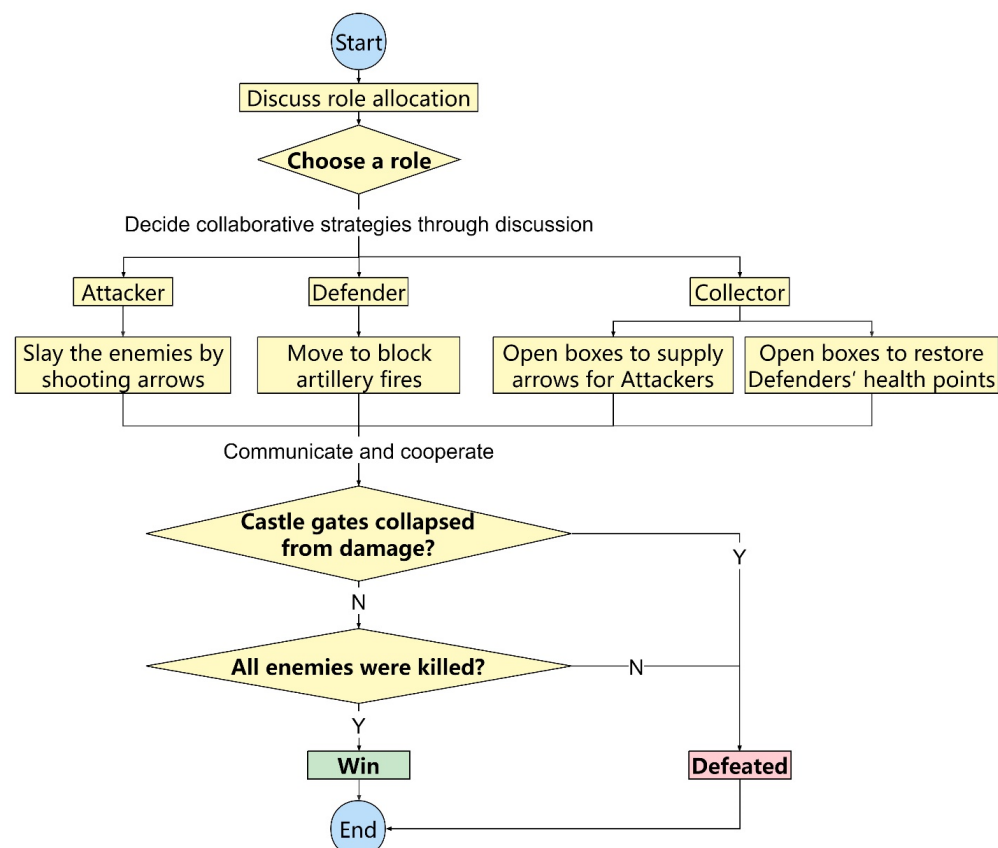 Start
Discuss role allocation
Choose a role
Decide collaborative strategies through discussion
Attacker
Defender
Collector
Slay the enemies by
shooting arrows
Move to block
artillery fires
Open boxes to supply
arrows for Attackers
Open boxes to restore
Defenders' health points
Communicate and cooperate
Castle gates collapsed
from damage?
Y
N
All enemies were killed?
N
Y
Win
Defeated
End